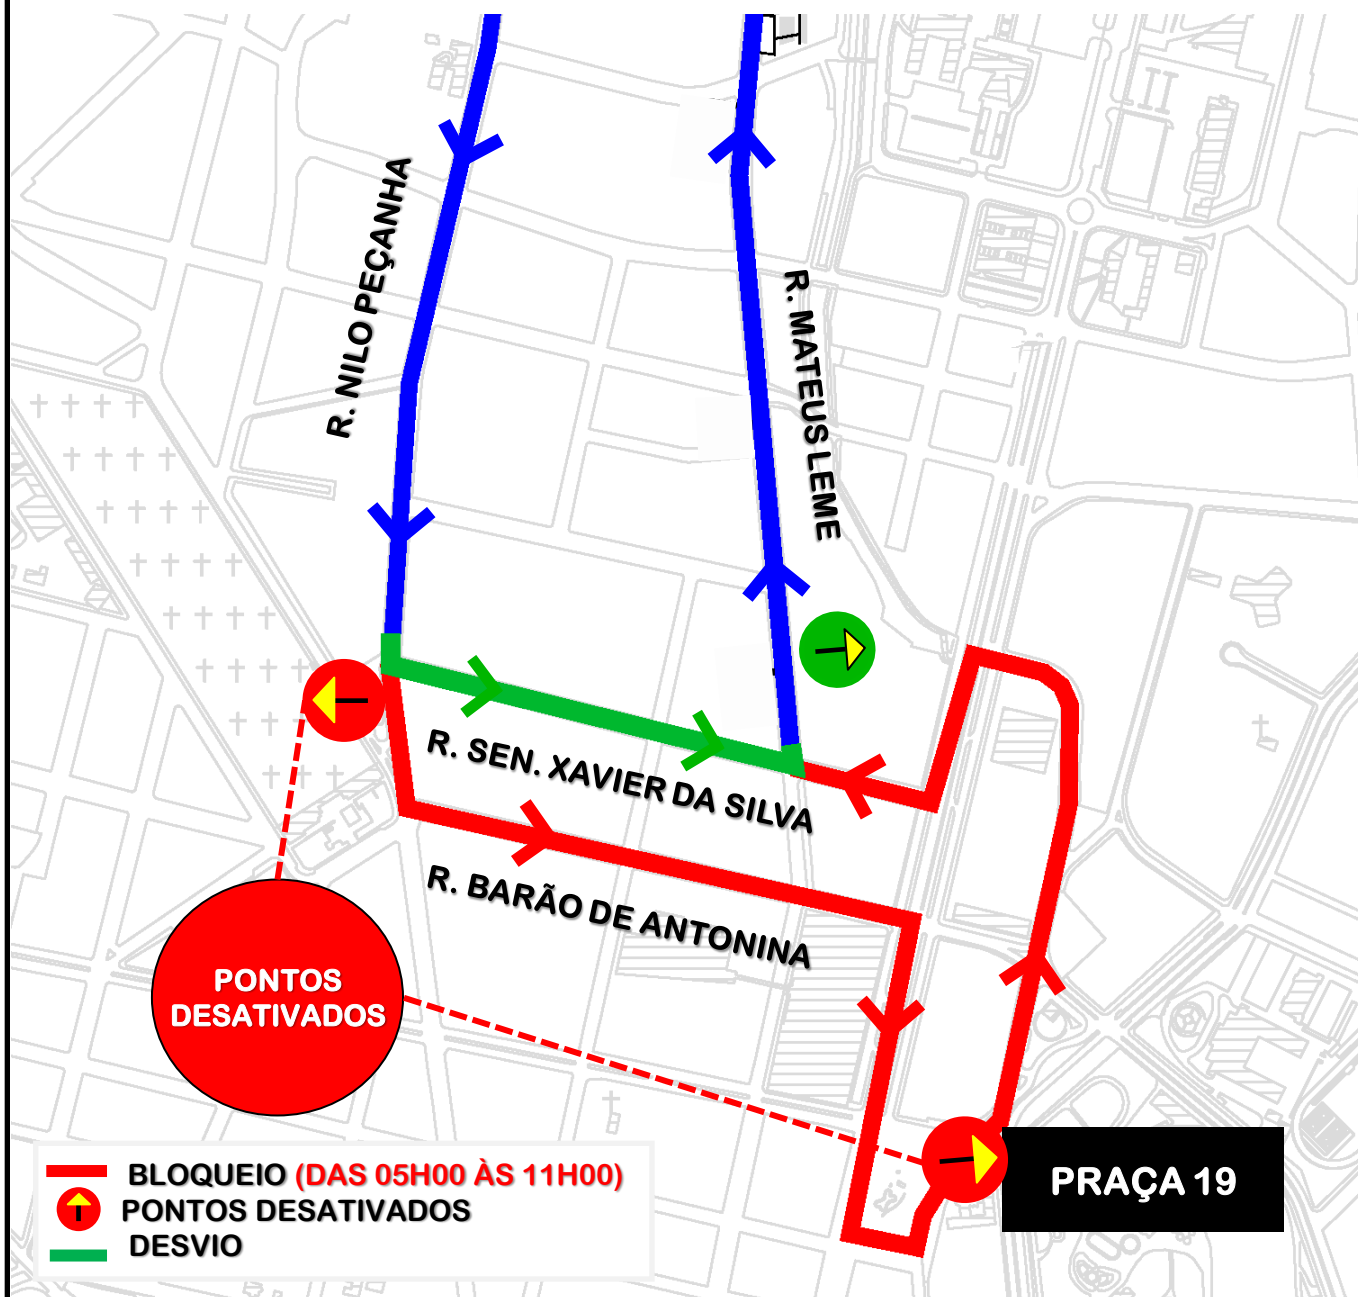 R. NILO PEÇANHA
R. MATEUS LEME
R. SEN. XAVIER DA SILVA
R. BARÃO DE ANTONINA
PONTOS
DESATIVADOS
PRAÇA 19
BLOQUEIO (DAS 05H00 ÀS 11H00)
PONTOS DESATIVADOS
DESVIO